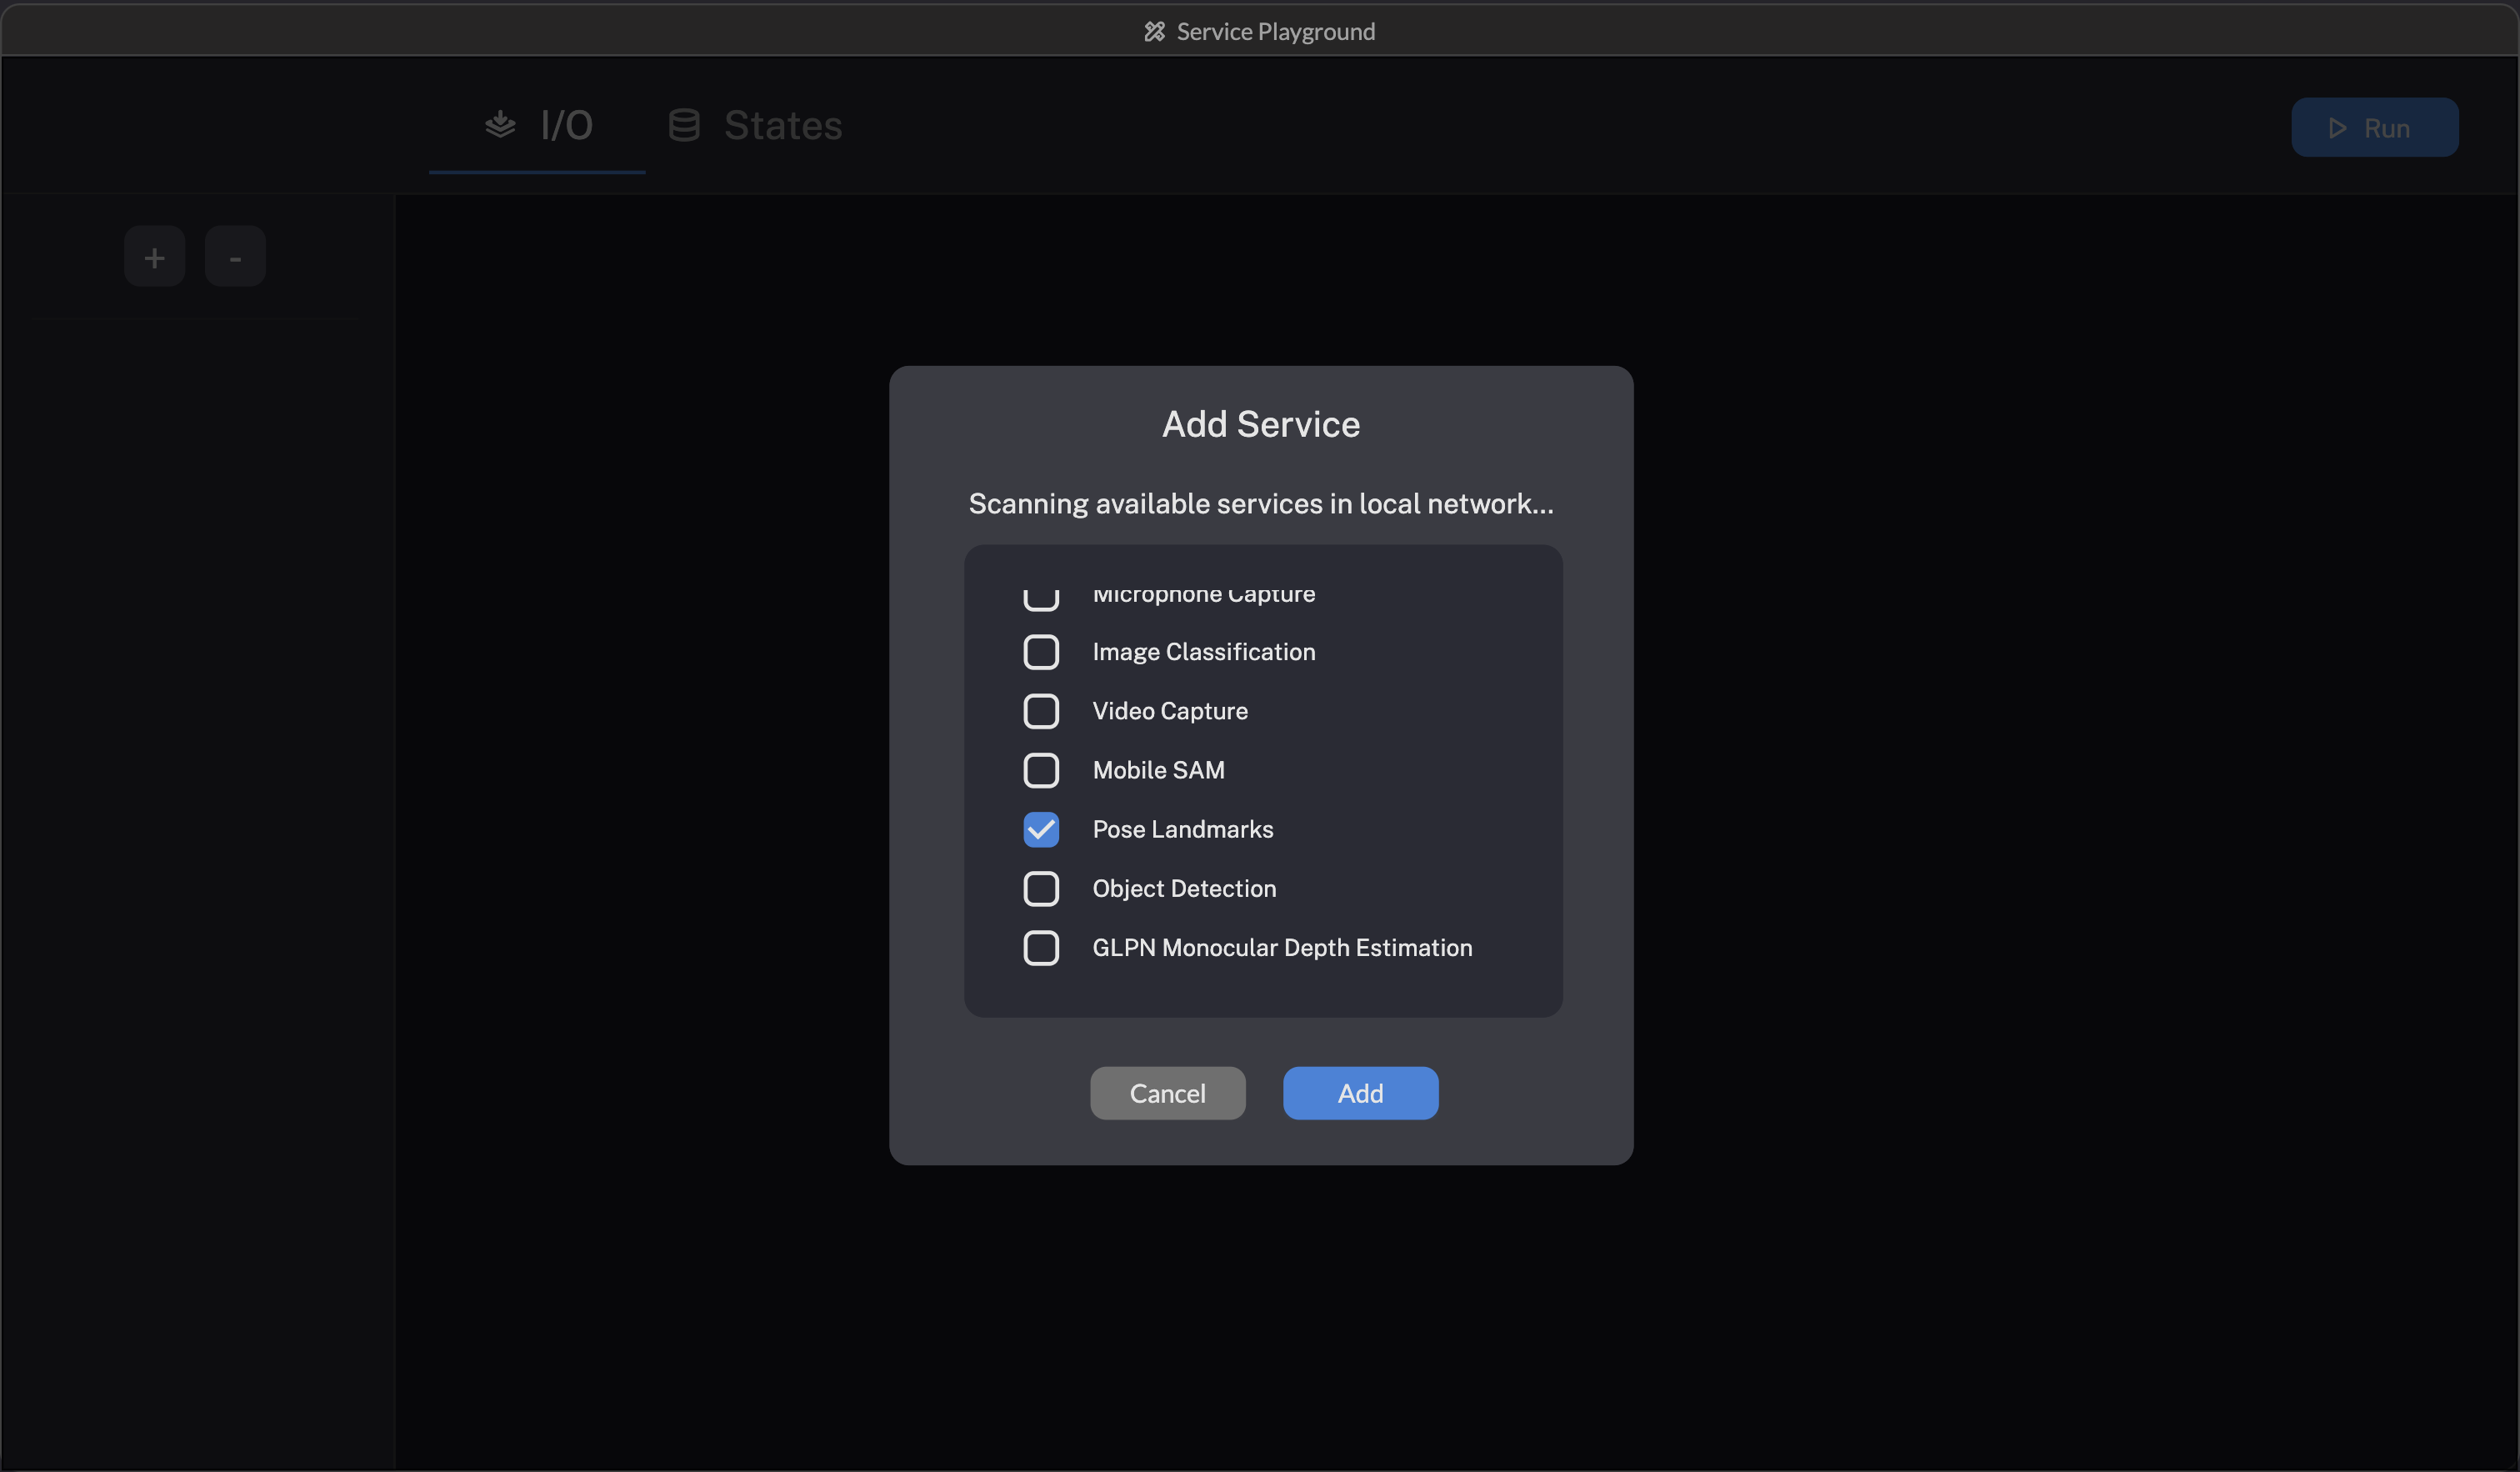 Service Playground
I/O
States
Run
+
-
Add Service
Scanning available services in local network...
Microphone Capture
Image Classification
Video Capture
Mobile SAM
Pose Landmarks
Object Detection
GLPN Monocular Depth Estimation
Cancel
Add